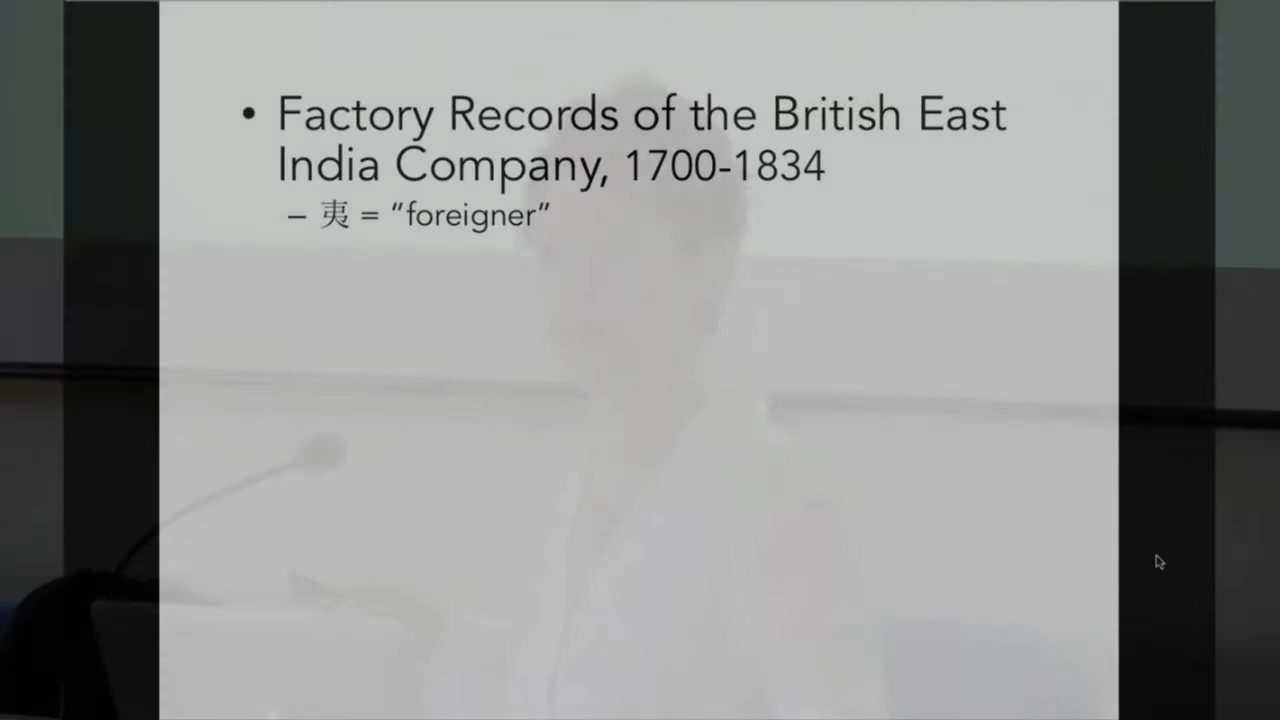 • Factory Records of the British East
India Company, 1700-1834
– 夷 = “foreigner”